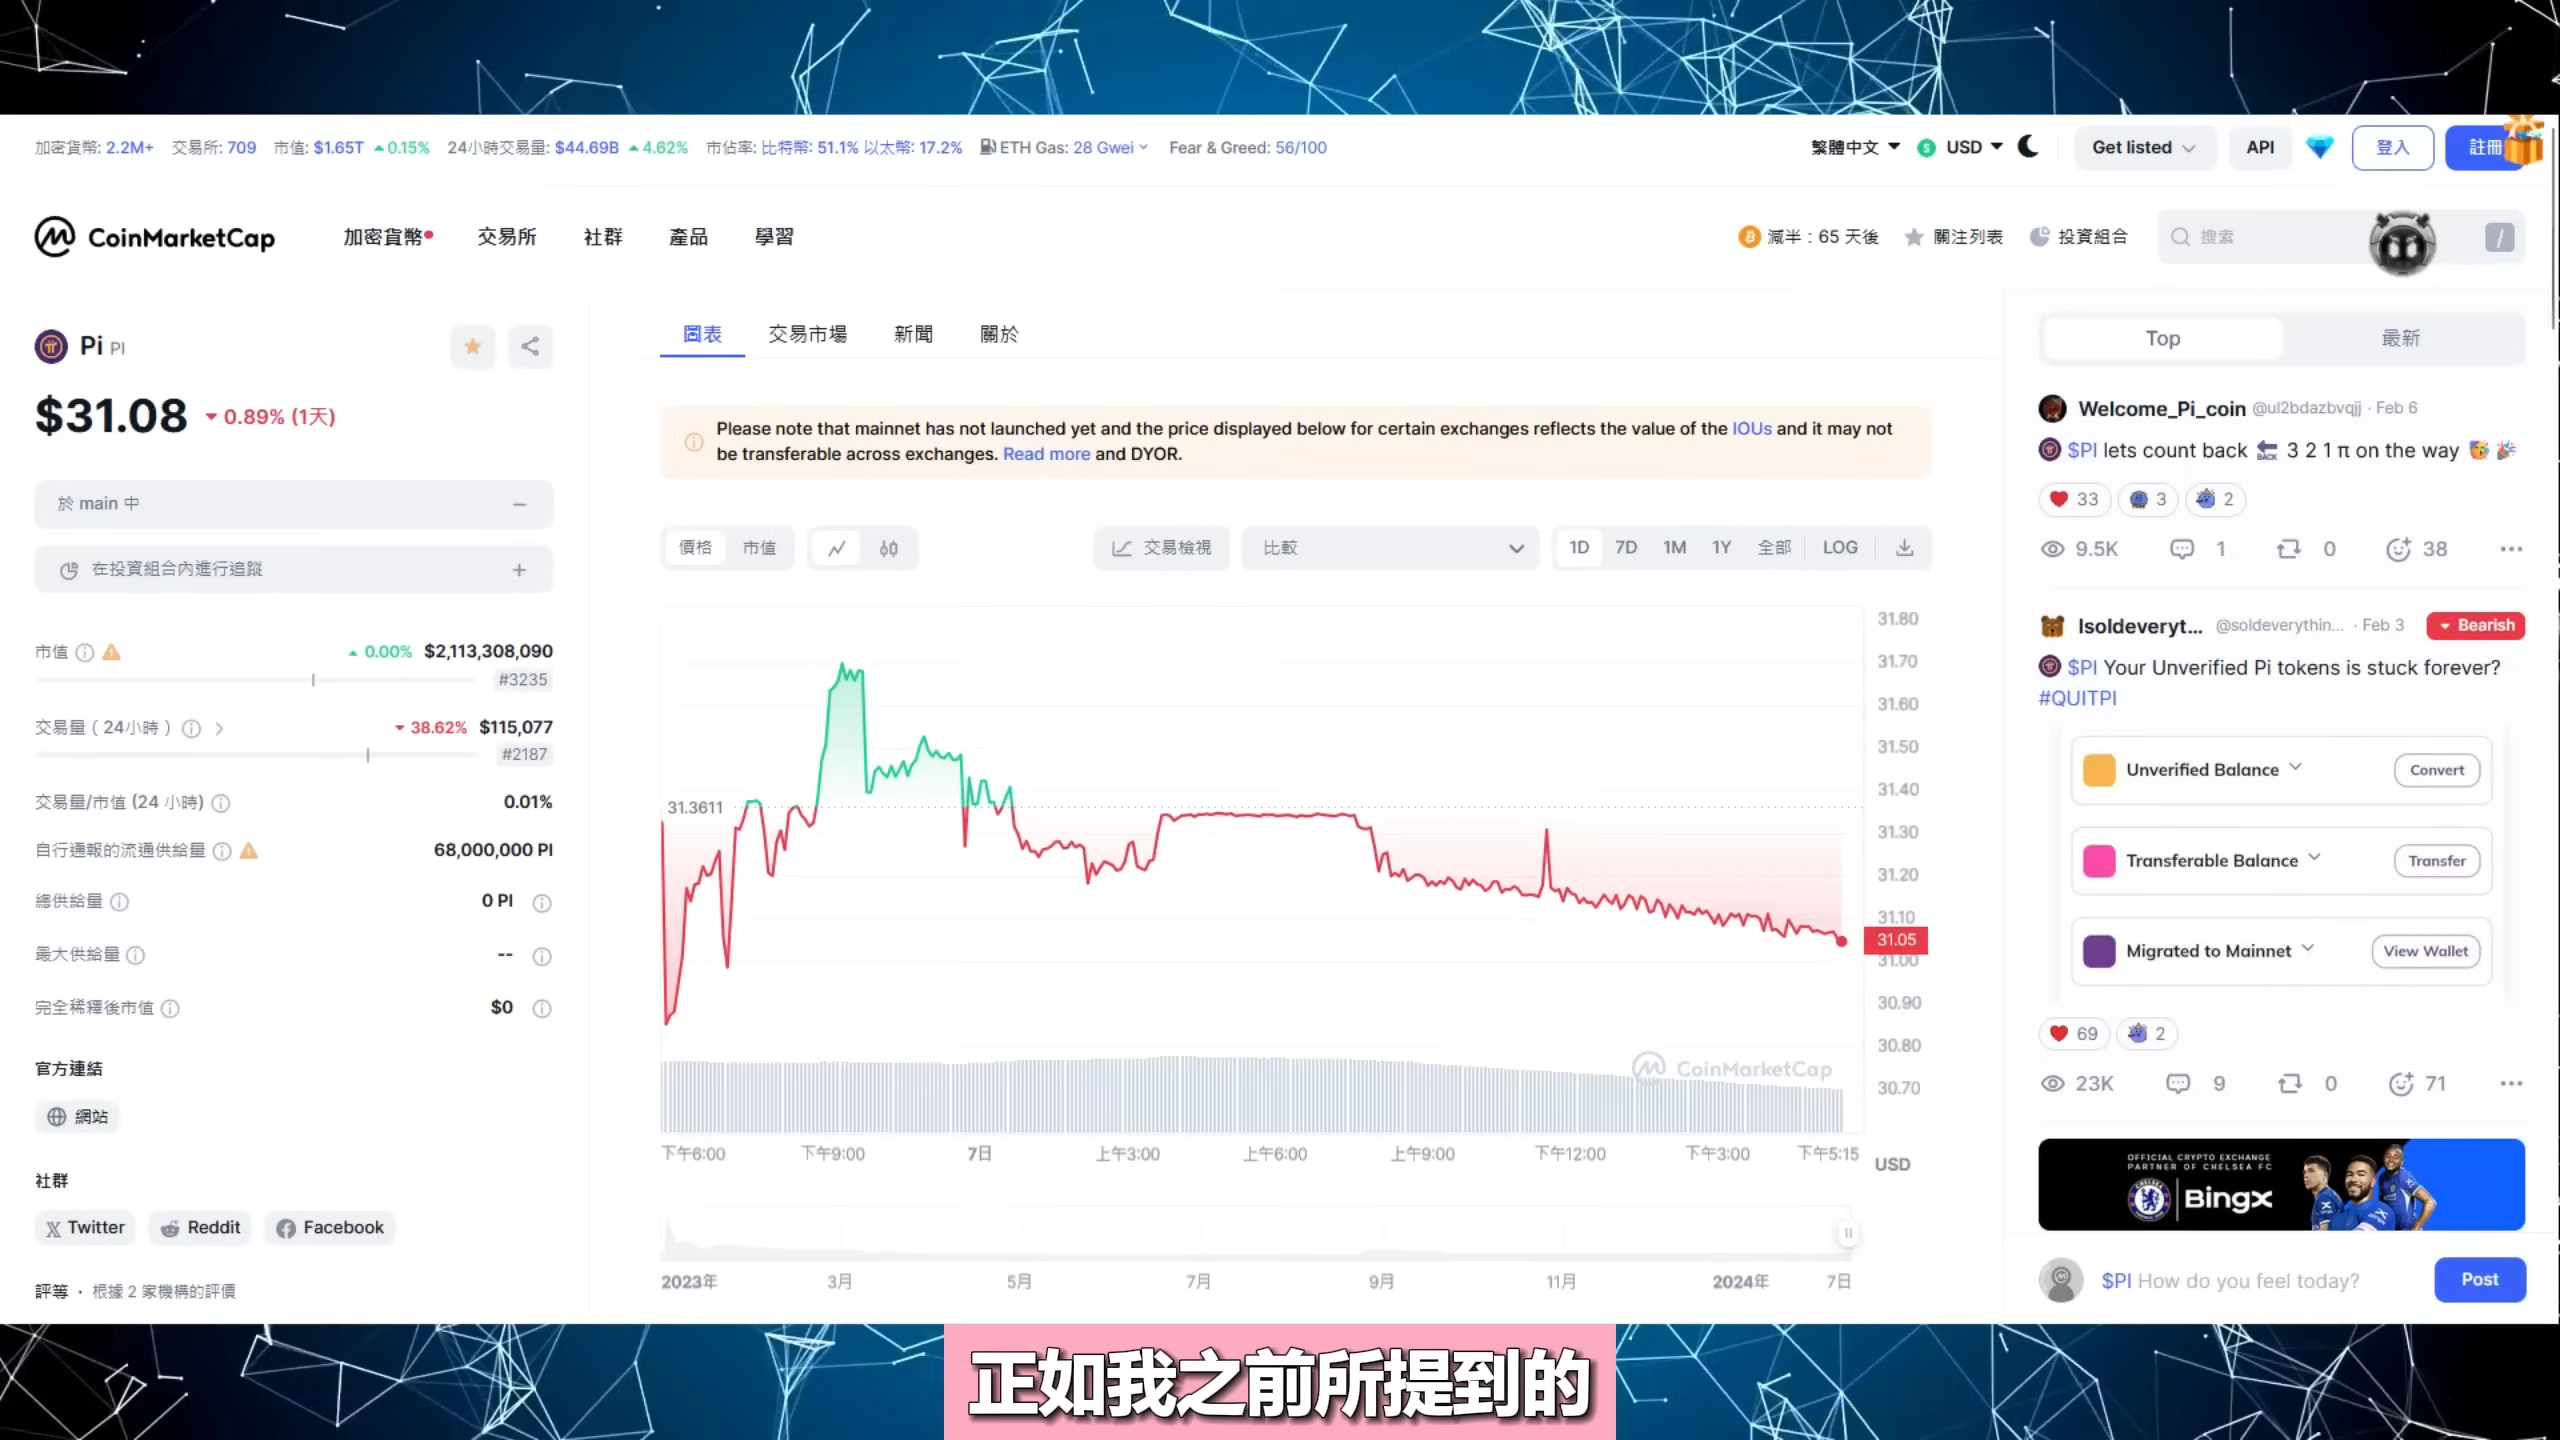 加密貨幣: 2.2M+ 交易所: 709 市值: $1.65T 0.15% 24小時交易量: $44.69B 4.62% 市佔率: 比特幣: 51.1% 以太幣: 17.2% ETH Gas: 28 Gwei Fear & Greed: 56/100
繁體中文 USD Get listed API 登入 註冊
CoinMarketCap 加密貨幣 交易所 社群 產品 學習
減半：65 天後 關注列表 投資組合 搜索 /
Pi PI
$31.08 0.89% (1天)
於 main 中
在投資組合內進行追蹤
市值 0.00% $2,113,308,090
#3235
交易量（24小時） 38.62% $115,077
#2187
交易量/市值 (24 小時) 0.01%
自行通報的流通供給量 68,000,000 PI
總供給量 0 PI
最大供給量 --
完全稀釋後市值 $0
官方連結
網站
社群
Twitter Reddit Facebook
評等 · 根據 2 家機構的評價
圖表 交易市場 新聞 關於
Please note that mainnet has not launched yet and the price displayed below for certain exchanges reflects the value of the IOUs and it may not
be transferable across exchanges. Read more and DYOR.
價格 市值 交易檢視 比較 1D 7D 1M 1Y 全部 LOG
31.80
31.70
31.60
31.50
31.40
31.3611
31.30
31.20
31.10
31.05
31.00
30.90
30.80
CoinMarketCap
30.70
下午6:00 下午9:00 7日 上午3:00 上午6:00 上午9:00 下午12:00 下午3:00 下午5:15
USD
2023年 3月 5月 7月 9月 11月 2024年 7日
Top 最新
Welcome_Pi_coin @ul2bdazbvqjj · Feb 6
$PI lets count back BACK 3 2 1 π on the way
33 3 2
9.5K 1 0 38
Isoldeveryt... @soldeverythin... · Feb 3 Bearish
$PI Your Unverified Pi tokens is stuck forever?
#QUITPI
Unverified Balance Convert
Transferable Balance Transfer
Migrated to Mainnet View Wallet
69 2
23K 9 0 71
OFFICIAL CRYPTO EXCHANGE
PARTNER OF CHELSEA FC
BingX
$PI How do you feel today? Post
正如我之前所提到的